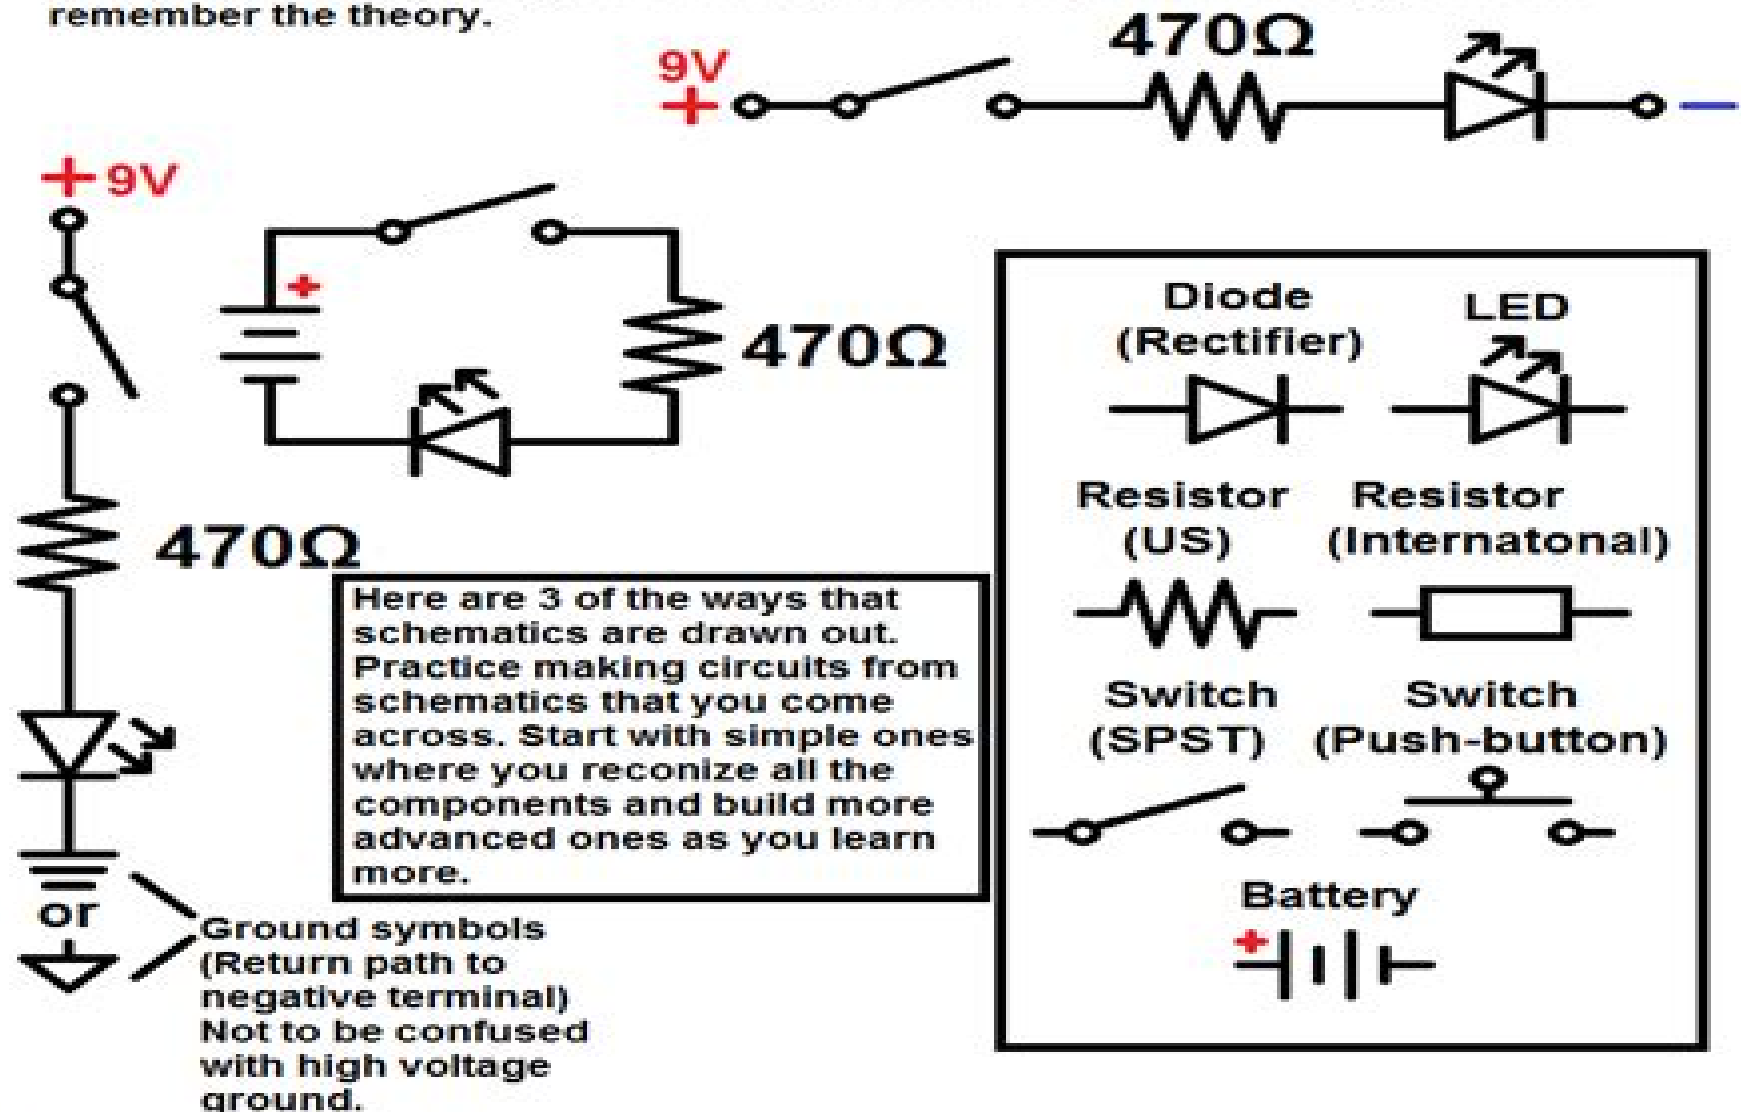 remember the theory.
470Ω
9V
+
—
+ 9V
+
470Ω
470Ω
Diode
(Rectifier)
LED
Resistor
(US)
Resistor
(Internatonal)
Switch
(SPST)
Switch
(Push-button)
Battery
+
Here are 3 of the ways that
schematics are drawn out.
Practice making circuits from
schematics that you come
across. Start with simple ones
where you reconize all the
components and build more
advanced ones as you learn
more.
or
Ground symbols
(Return path to
negative terminal)
Not to be confused
with high voltage
ground.